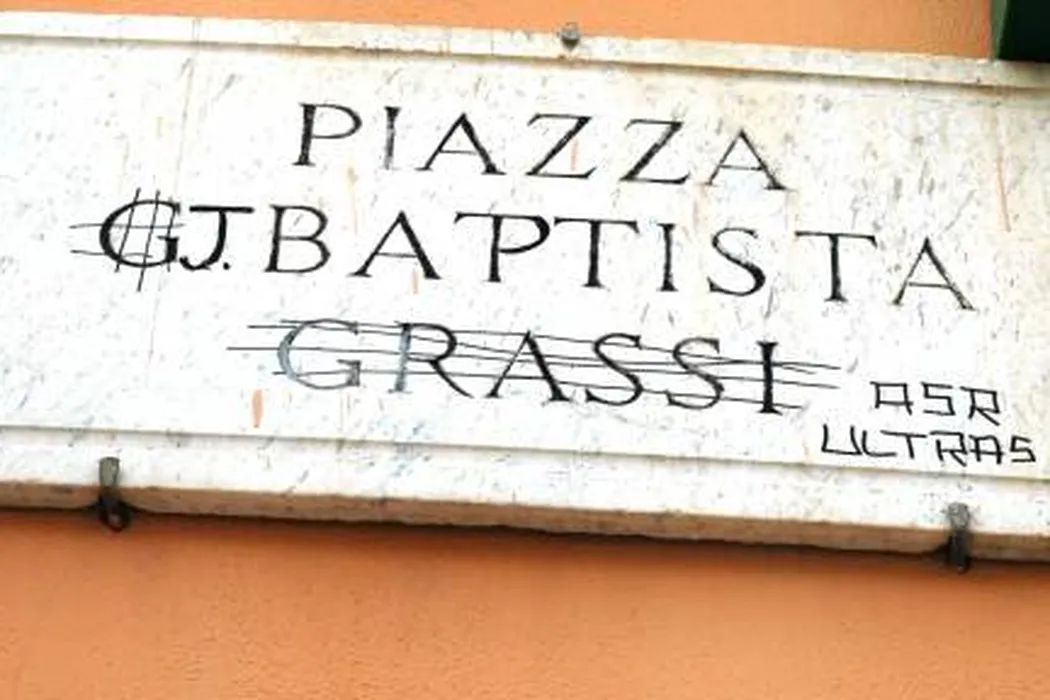 PIAZZA
G.J. BAPTISTA
GRASSI
ASR
ULTRAS